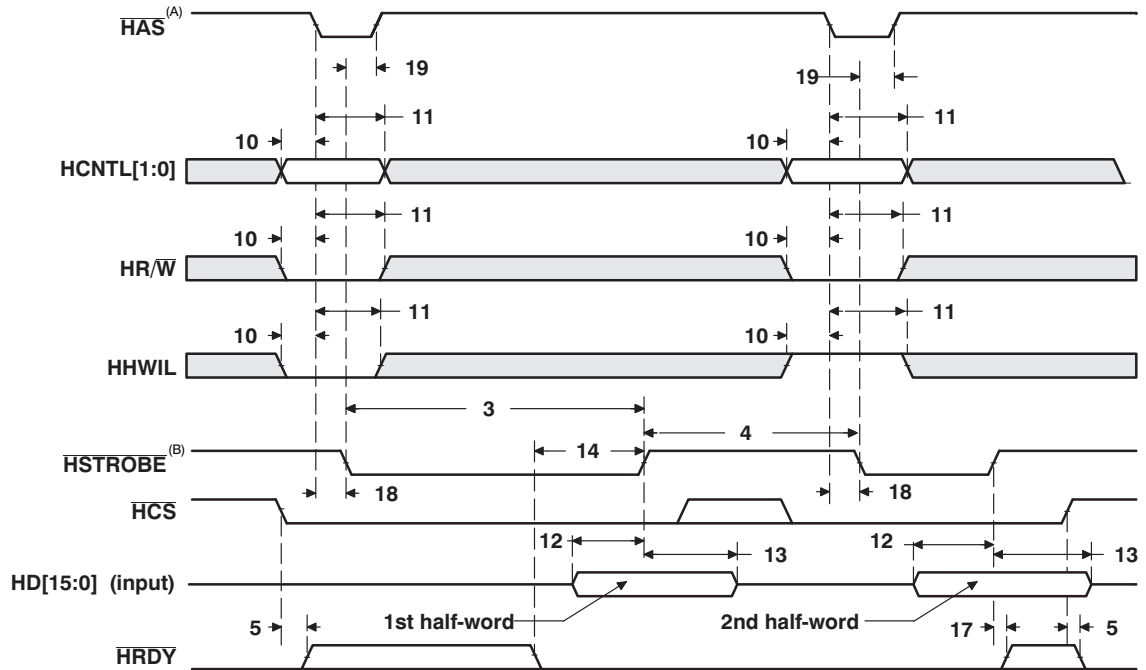 HAS(A)
19
19
11
11
10
10
HCNTL[1:0]
11
11
10
10
HR/W
11
11
10
10
HHWIL
3
4
14
HSTROBE(B)
18
18
HCS
12
12
13
13
HD[15:0] (input)
1st half-word
2nd half-word
5
17
5
HRDY